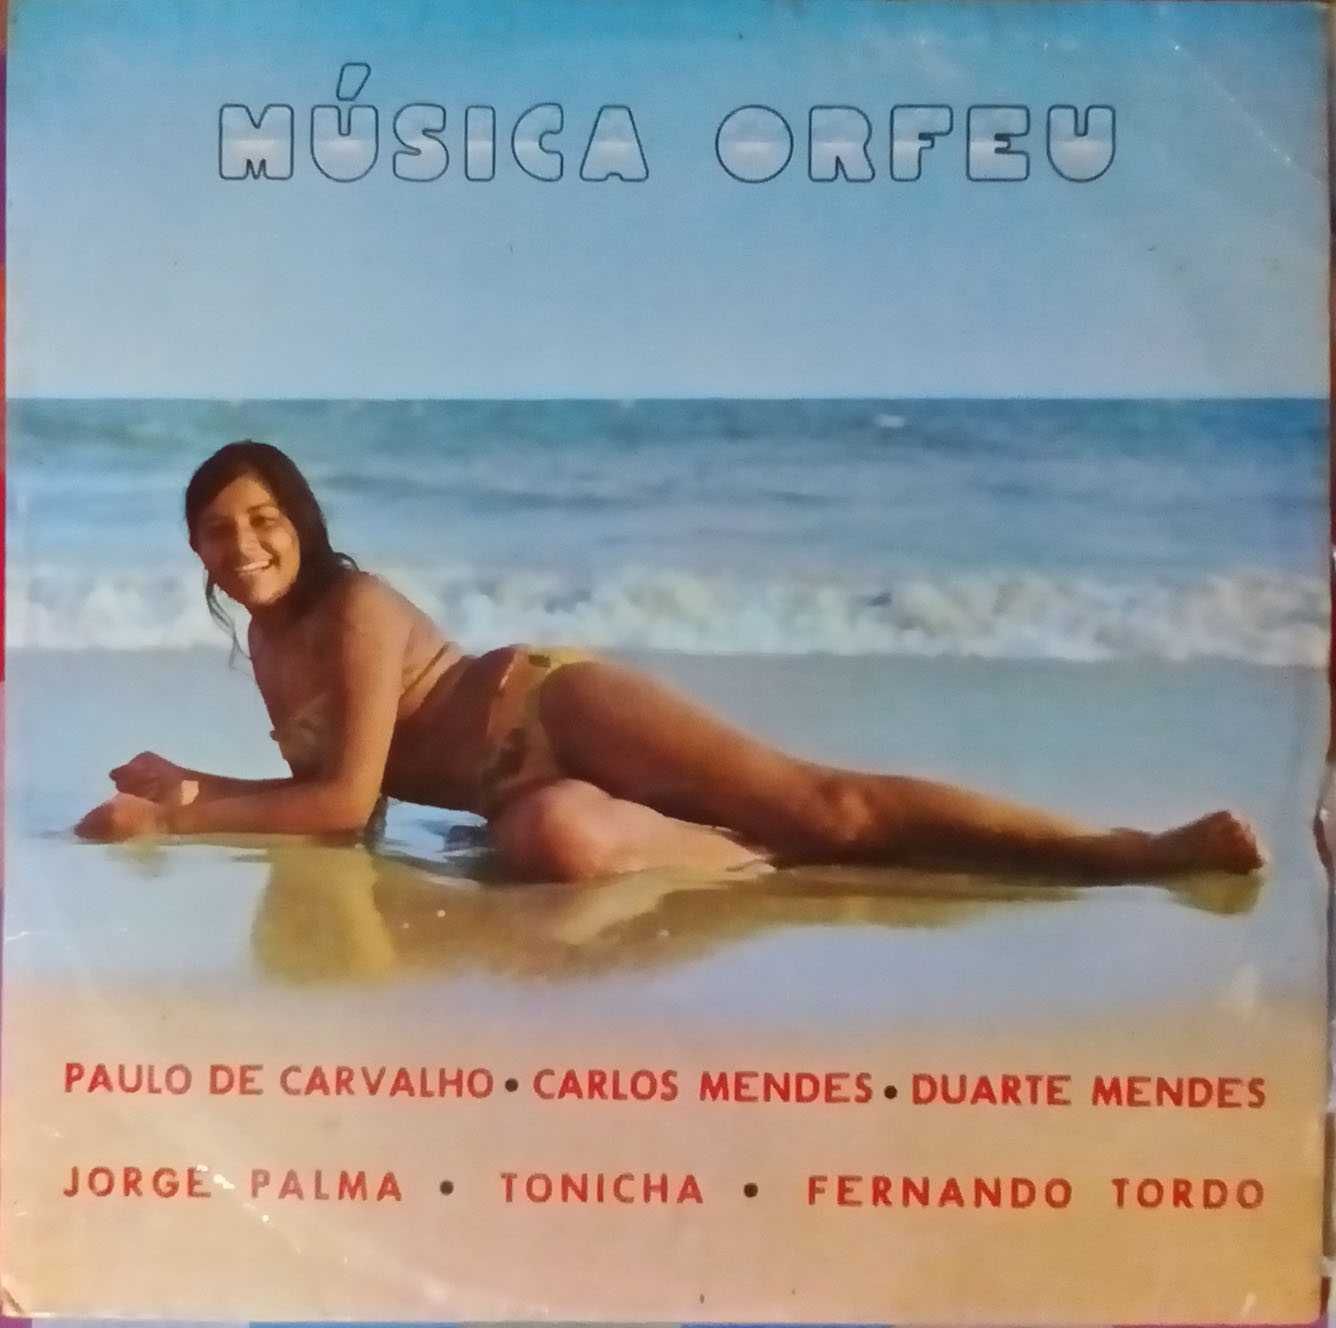 MÚSICA ORFEU
PAULO DE CARVALHO • CARLOS MENDES • DUARTE MENDES
JORGE PALMA • TONICHA • FERNANDO TORDO